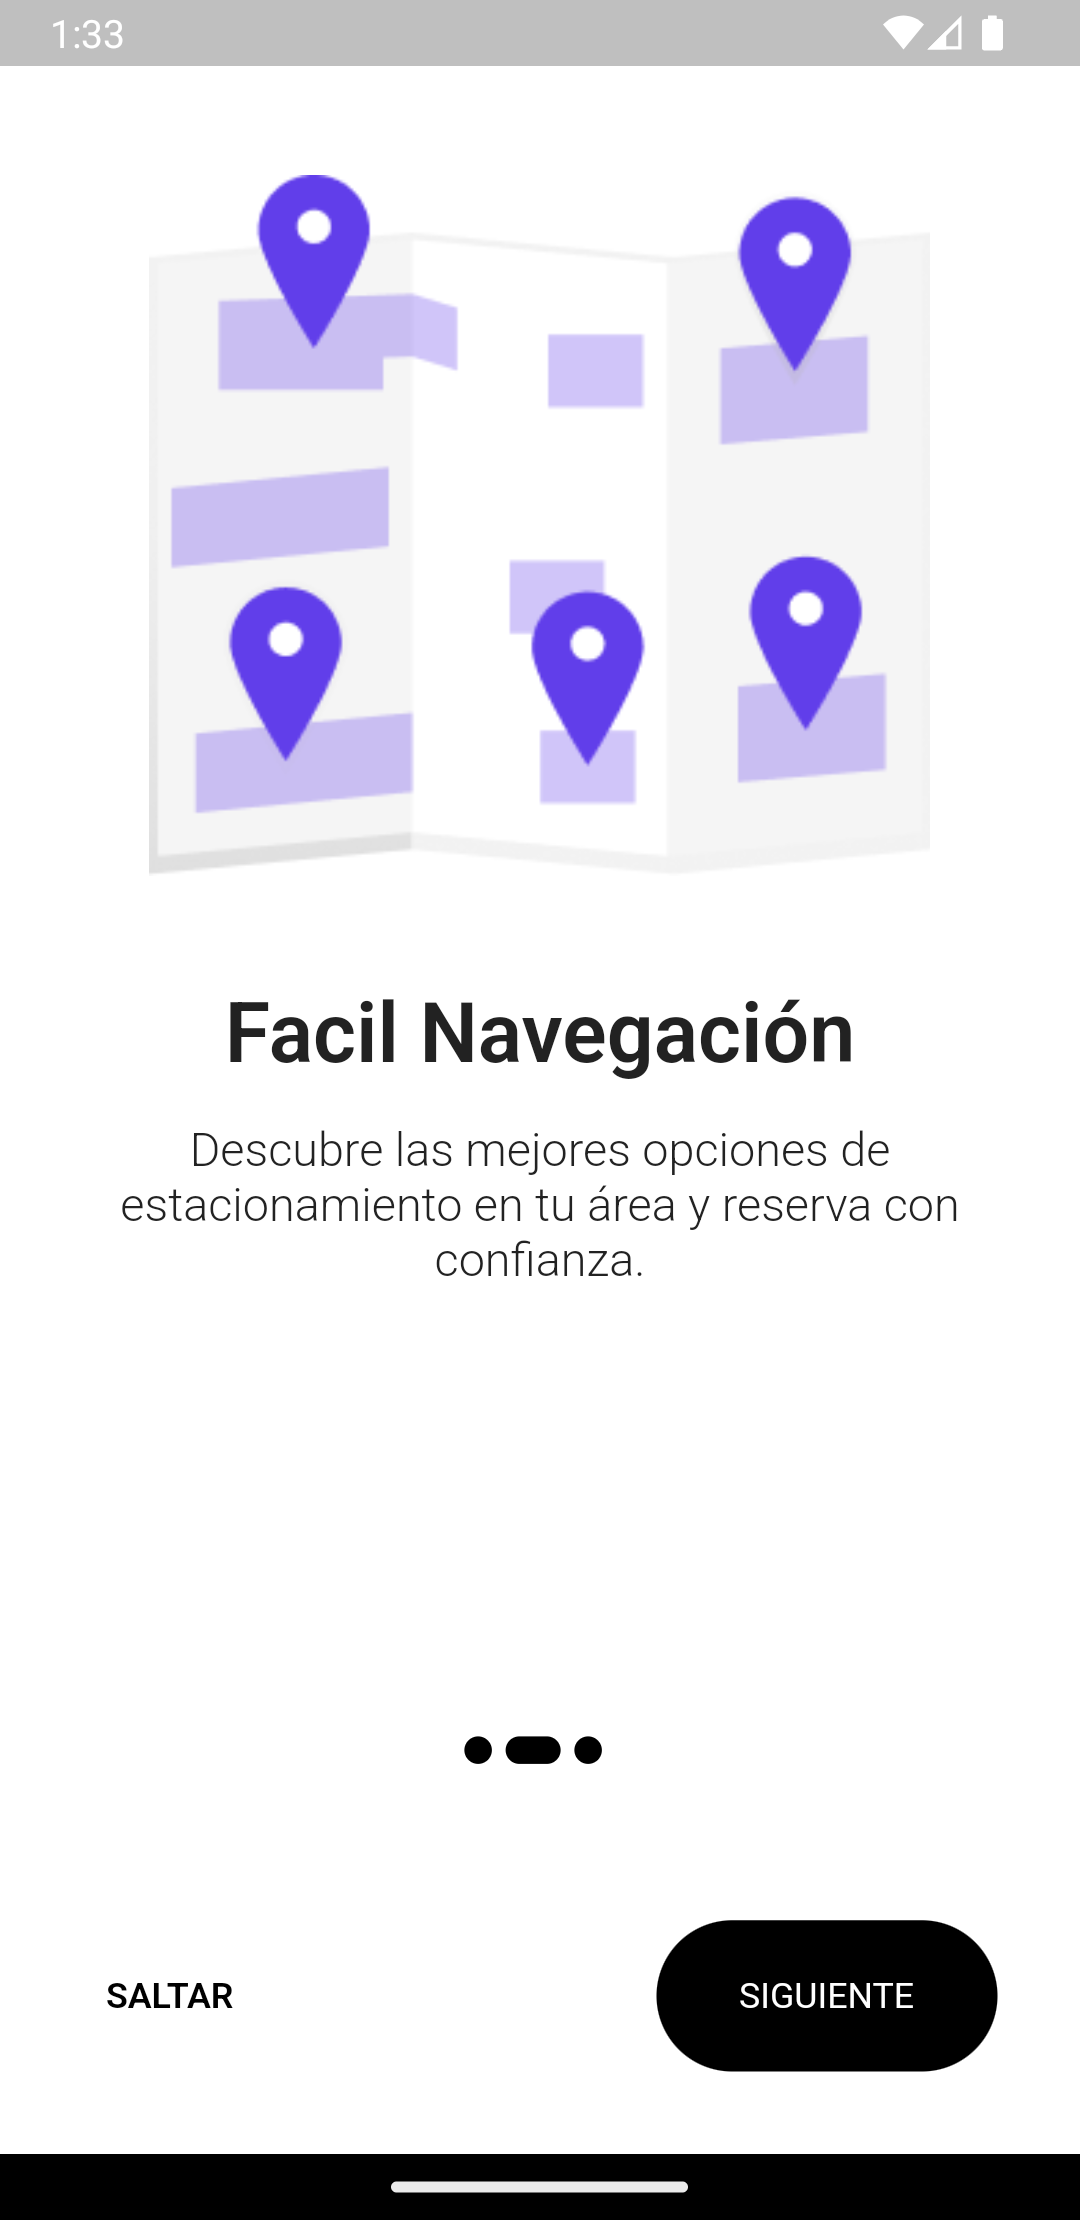 1:33
Facil Navegación
Descubre las mejores opciones de
estacionamiento en tu área y reserva con
confianza.
SALTAR
SIGUIENTE